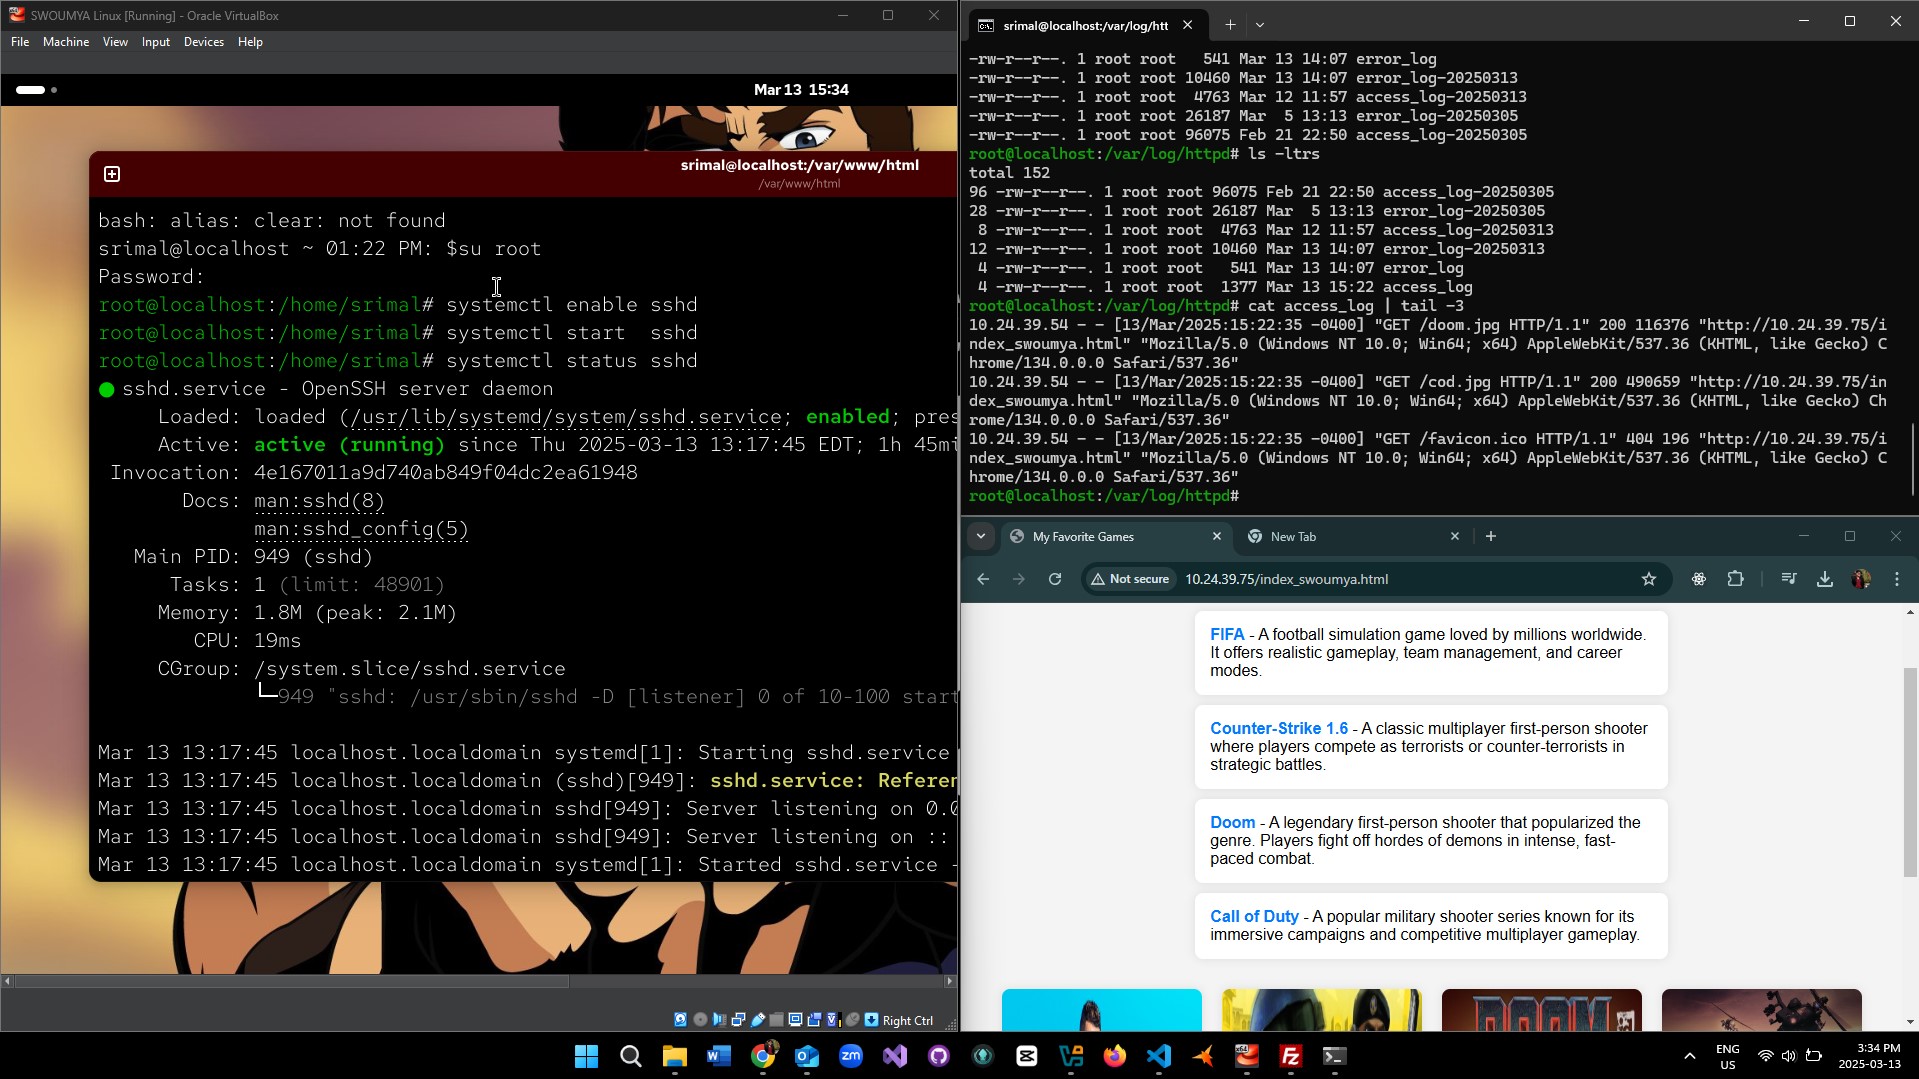 SWOUMYA Linux [Running] - Oracle VirtualBox
File Machine View Input Devices Help
Mar 13 15:34
srimal@localhost:/var/www/html
/var/www/html
bash: alias: clear: not found
srimal@localhost ~ 01:22 PM: $su root
Password:
root@localhost:/home/srimal# systemctl enable sshd
root@localhost:/home/srimal# systemctl start  sshd
root@localhost:/home/srimal# systemctl status sshd
● sshd.service - OpenSSH server daemon
Loaded: loaded (/usr/lib/systemd/system/sshd.service; enabled; pres
Active: active (running) since Thu 2025-03-13 13:17:45 EDT; 1h 45mi
Invocation: 4e167011a9d740ab849f04dc2ea61948
Docs: man:sshd(8)
man:sshd_config(5)
Main PID: 949 (sshd)
Tasks: 1 (limit: 48901)
Memory: 1.8M (peak: 2.1M)
CPU: 19ms
CGroup: /system.slice/sshd.service
└─949 "sshd: /usr/sbin/sshd -D [listener] 0 of 10-100 start
Mar 13 13:17:45 localhost.localdomain systemd[1]: Starting sshd.service
Mar 13 13:17:45 localhost.localdomain (sshd)[949]: sshd.service: Referen
Mar 13 13:17:45 localhost.localdomain sshd[949]: Server listening on 0.0
Mar 13 13:17:45 localhost.localdomain sshd[949]: Server listening on ::
Mar 13 13:17:45 localhost.localdomain systemd[1]: Started sshd.service -
Right Ctrl
srimal@localhost:/var/log/htt
-rw-r--r--. 1 root root   541 Mar 13 14:07 error_log
-rw-r--r--. 1 root root 10460 Mar 13 14:07 error_log-20250313
-rw-r--r--. 1 root root  4763 Mar 12 11:57 access_log-20250313
-rw-r--r--. 1 root root 26187 Mar  5 13:13 error_log-20250305
-rw-r--r--. 1 root root 96075 Feb 21 22:50 access_log-20250305
root@localhost:/var/log/httpd# ls -ltrs
total 152
96 -rw-r--r--. 1 root root 96075 Feb 21 22:50 access_log-20250305
28 -rw-r--r--. 1 root root 26187 Mar  5 13:13 error_log-20250305
8 -rw-r--r--. 1 root root  4763 Mar 12 11:57 access_log-20250313
12 -rw-r--r--. 1 root root 10460 Mar 13 14:07 error_log-20250313
4 -rw-r--r--. 1 root root   541 Mar 13 14:07 error_log
4 -rw-r--r--. 1 root root  1377 Mar 13 15:22 access_log
root@localhost:/var/log/httpd# cat access_log | tail -3
10.24.39.54 - - [13/Mar/2025:15:22:35 -0400] "GET /doom.jpg HTTP/1.1" 200 116376 "http://10.24.39.75/i
ndex_swoumya.html" "Mozilla/5.0 (Windows NT 10.0; Win64; x64) AppleWebKit/537.36 (KHTML, like Gecko) C
hrome/134.0.0.0 Safari/537.36"
10.24.39.54 - - [13/Mar/2025:15:22:35 -0400] "GET /cod.jpg HTTP/1.1" 200 490659 "http://10.24.39.75/in
dex_swoumya.html" "Mozilla/5.0 (Windows NT 10.0; Win64; x64) AppleWebKit/537.36 (KHTML, like Gecko) Ch
rome/134.0.0.0 Safari/537.36"
10.24.39.54 - - [13/Mar/2025:15:22:35 -0400] "GET /favicon.ico HTTP/1.1" 404 196 "http://10.24.39.75/i
ndex_swoumya.html" "Mozilla/5.0 (Windows NT 10.0; Win64; x64) AppleWebKit/537.36 (KHTML, like Gecko) C
hrome/134.0.0.0 Safari/537.36"
root@localhost:/var/log/httpd#
My Favorite Games
New Tab
Not secure
10.24.39.75/index_swoumya.html
FIFA - A football simulation game loved by millions worldwide.
It offers realistic gameplay, team management, and career
modes.
Counter-Strike 1.6 - A classic multiplayer first-person shooter
where players compete as terrorists or counter-terrorists in
strategic battles.
Doom - A legendary first-person shooter that popularized the
genre. Players fight off hordes of demons in intense, fast-
paced combat.
Call of Duty - A popular military shooter series known for its
immersive campaigns and competitive multiplayer gameplay.
DOOM
zm
ENG
US
3:34 PM
2025-03-13